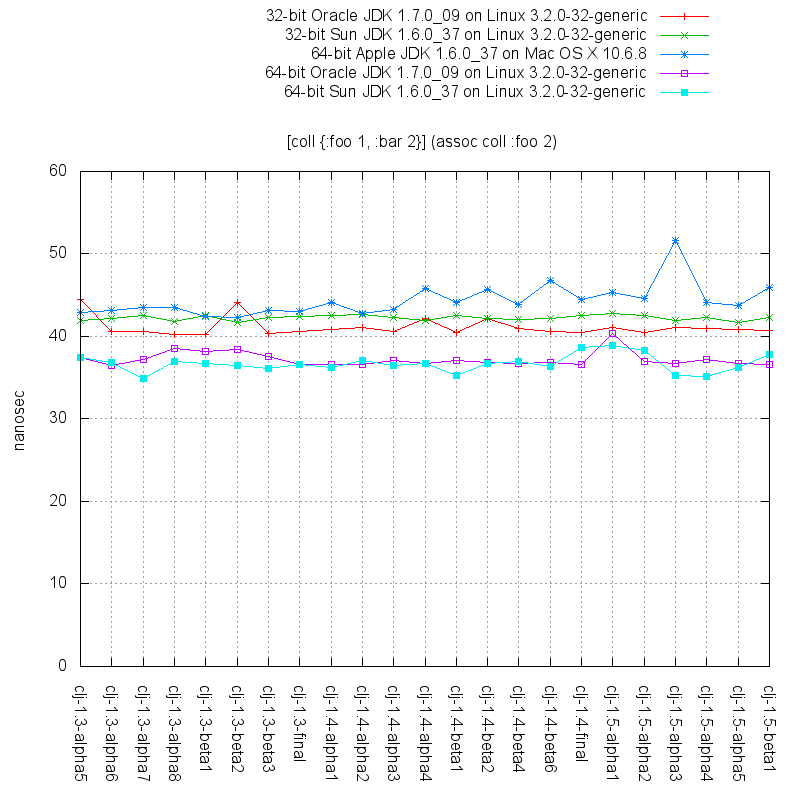 32-bit Oracle JDK 1.7.0_09 on Linux 3.2.0-32-generic
32-bit Sun JDK 1.6.0_37 on Linux 3.2.0-32-generic
64-bit Apple JDK 1.6.0_37 on Mac OS X 10.6.8
64-bit Oracle JDK 1.7.0_09 on Linux 3.2.0-32-generic
64-bit Sun JDK 1.6.0_37 on Linux 3.2.0-32-generic
[coll {:foo 1, :bar 2}] (assoc coll :foo 2)
60
50
40
30
20
10
0
nanosec
clj-1.3-alpha5
clj-1.3-alpha6
clj-1.3-alpha7
clj-1.3-alpha8
clj-1.3-beta1
clj-1.3-beta2
clj-1.3-beta3
clj-1.3-final
clj-1.4-alpha1
clj-1.4-alpha2
clj-1.4-alpha3
clj-1.4-alpha4
clj-1.4-beta1
clj-1.4-beta2
clj-1.4-beta4
clj-1.4-beta6
clj-1.4-final
clj-1.5-alpha1
clj-1.5-alpha2
clj-1.5-alpha3
clj-1.5-alpha4
clj-1.5-alpha5
clj-1.5-beta1